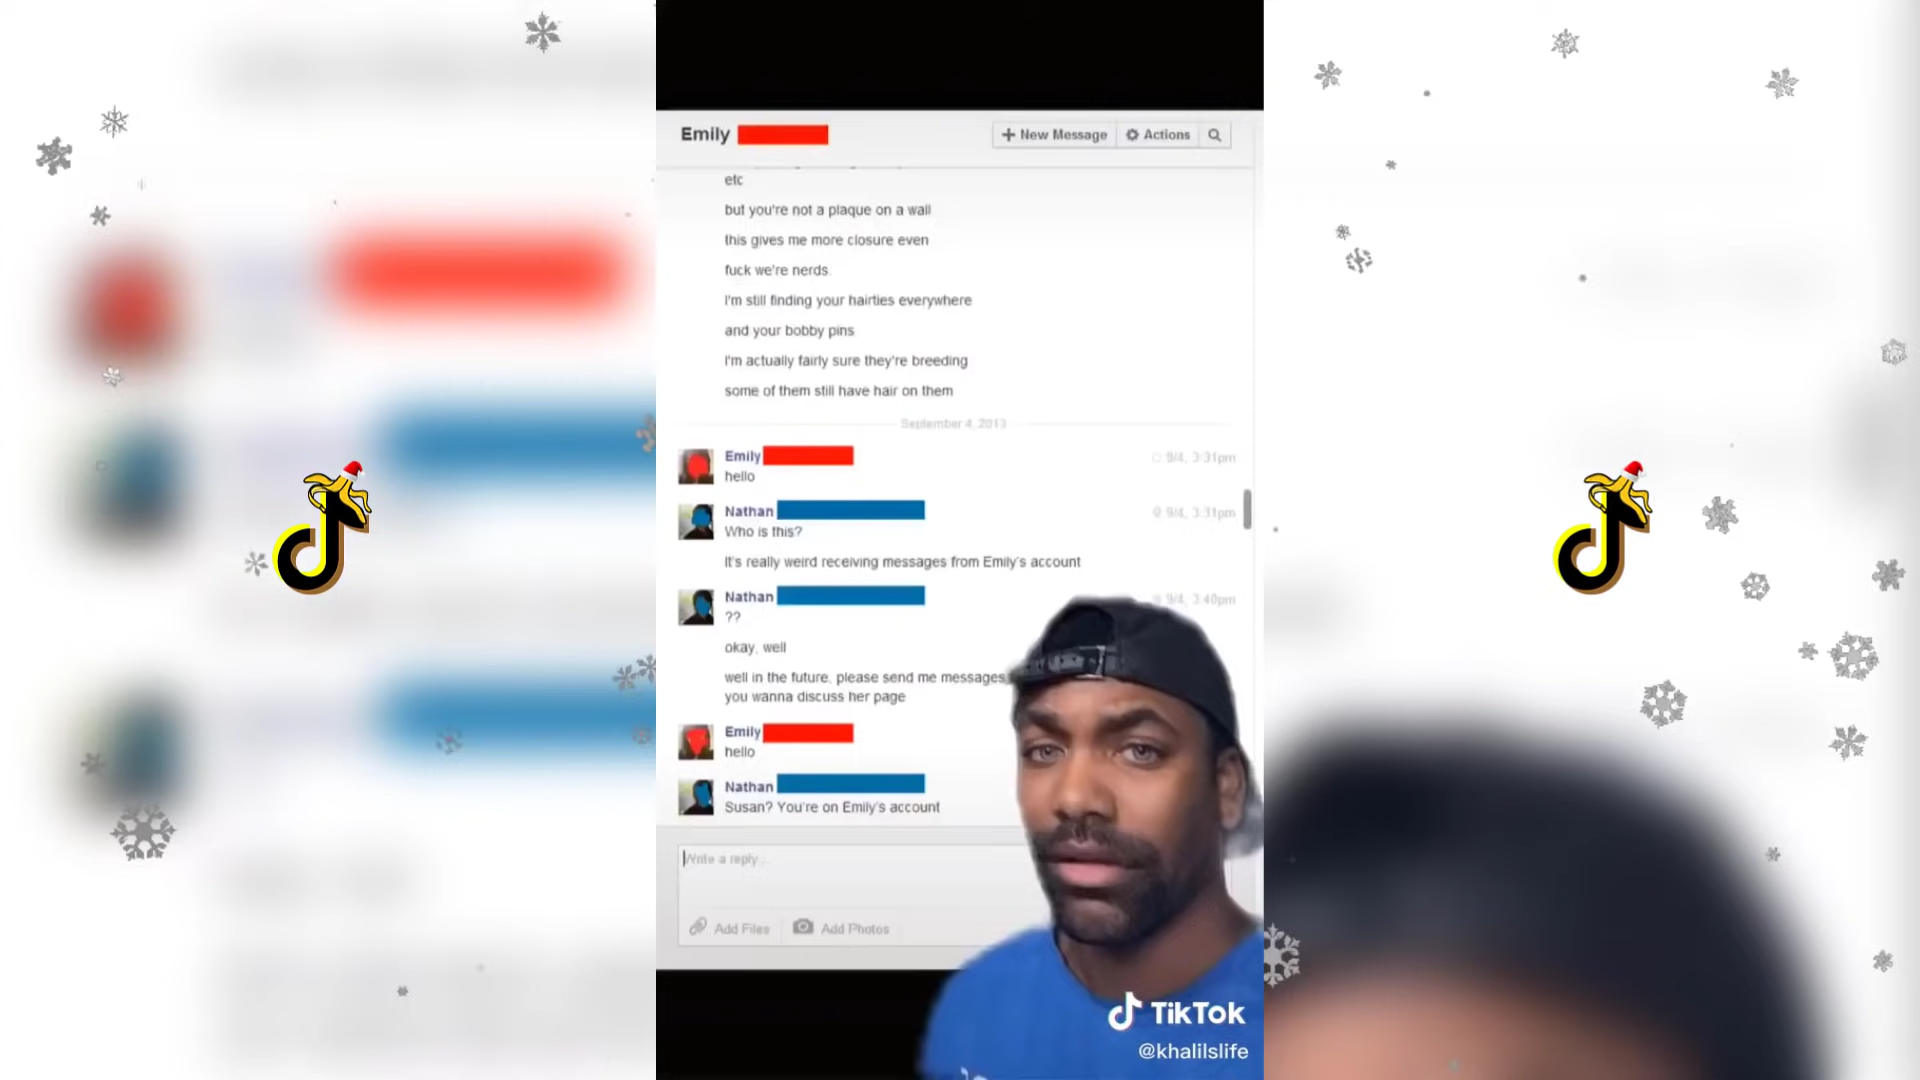 Emily
New Message
Actions
etc
but you're not a plaque on a wall
this gives me more closure even
fuck we're nerds
I'm still finding your hairties everywhere
and your bobby pins
I'm actually fairly sure they're breeding
some of them still have hair on them
September 4, 2013
Emily
9/4, 3:31pm
hello
Nathan
9/4, 3:31pm
Who is this?
It's really weird receiving messages from Emily's account
Nathan
9/4, 3:40pm
??
okay, well
well in the future, please send me messages
you wanna discuss her page
Emily
hello
Nathan
Susan? You're on Emily's account
Write a reply...
Add Files
Add Photos
TikTok
@khalilslife